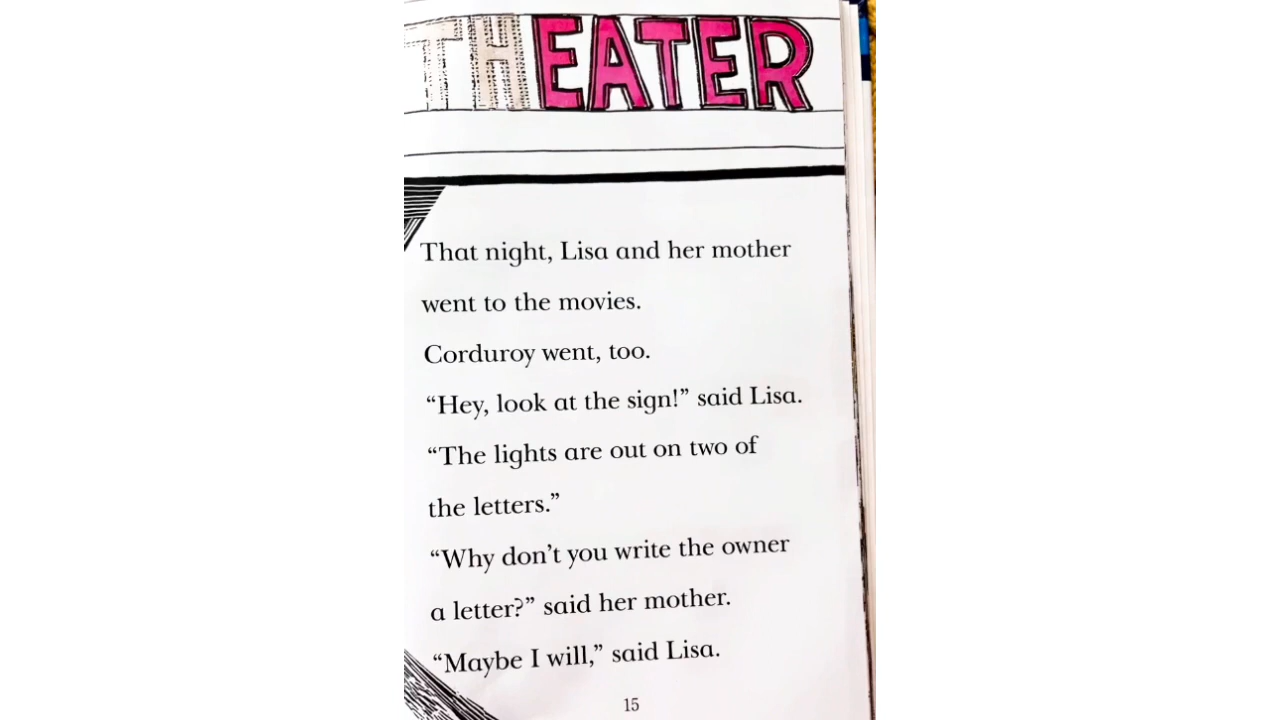 THEATER
That night, Lisa and her mother
went to the movies.
Corduroy went, too.
“Hey, look at the sign!” said Lisa.
“The lights are out on two of
the letters.”
“Why don’t you write the owner
a letter?” said her mother.
“Maybe I will,” said Lisa.
15